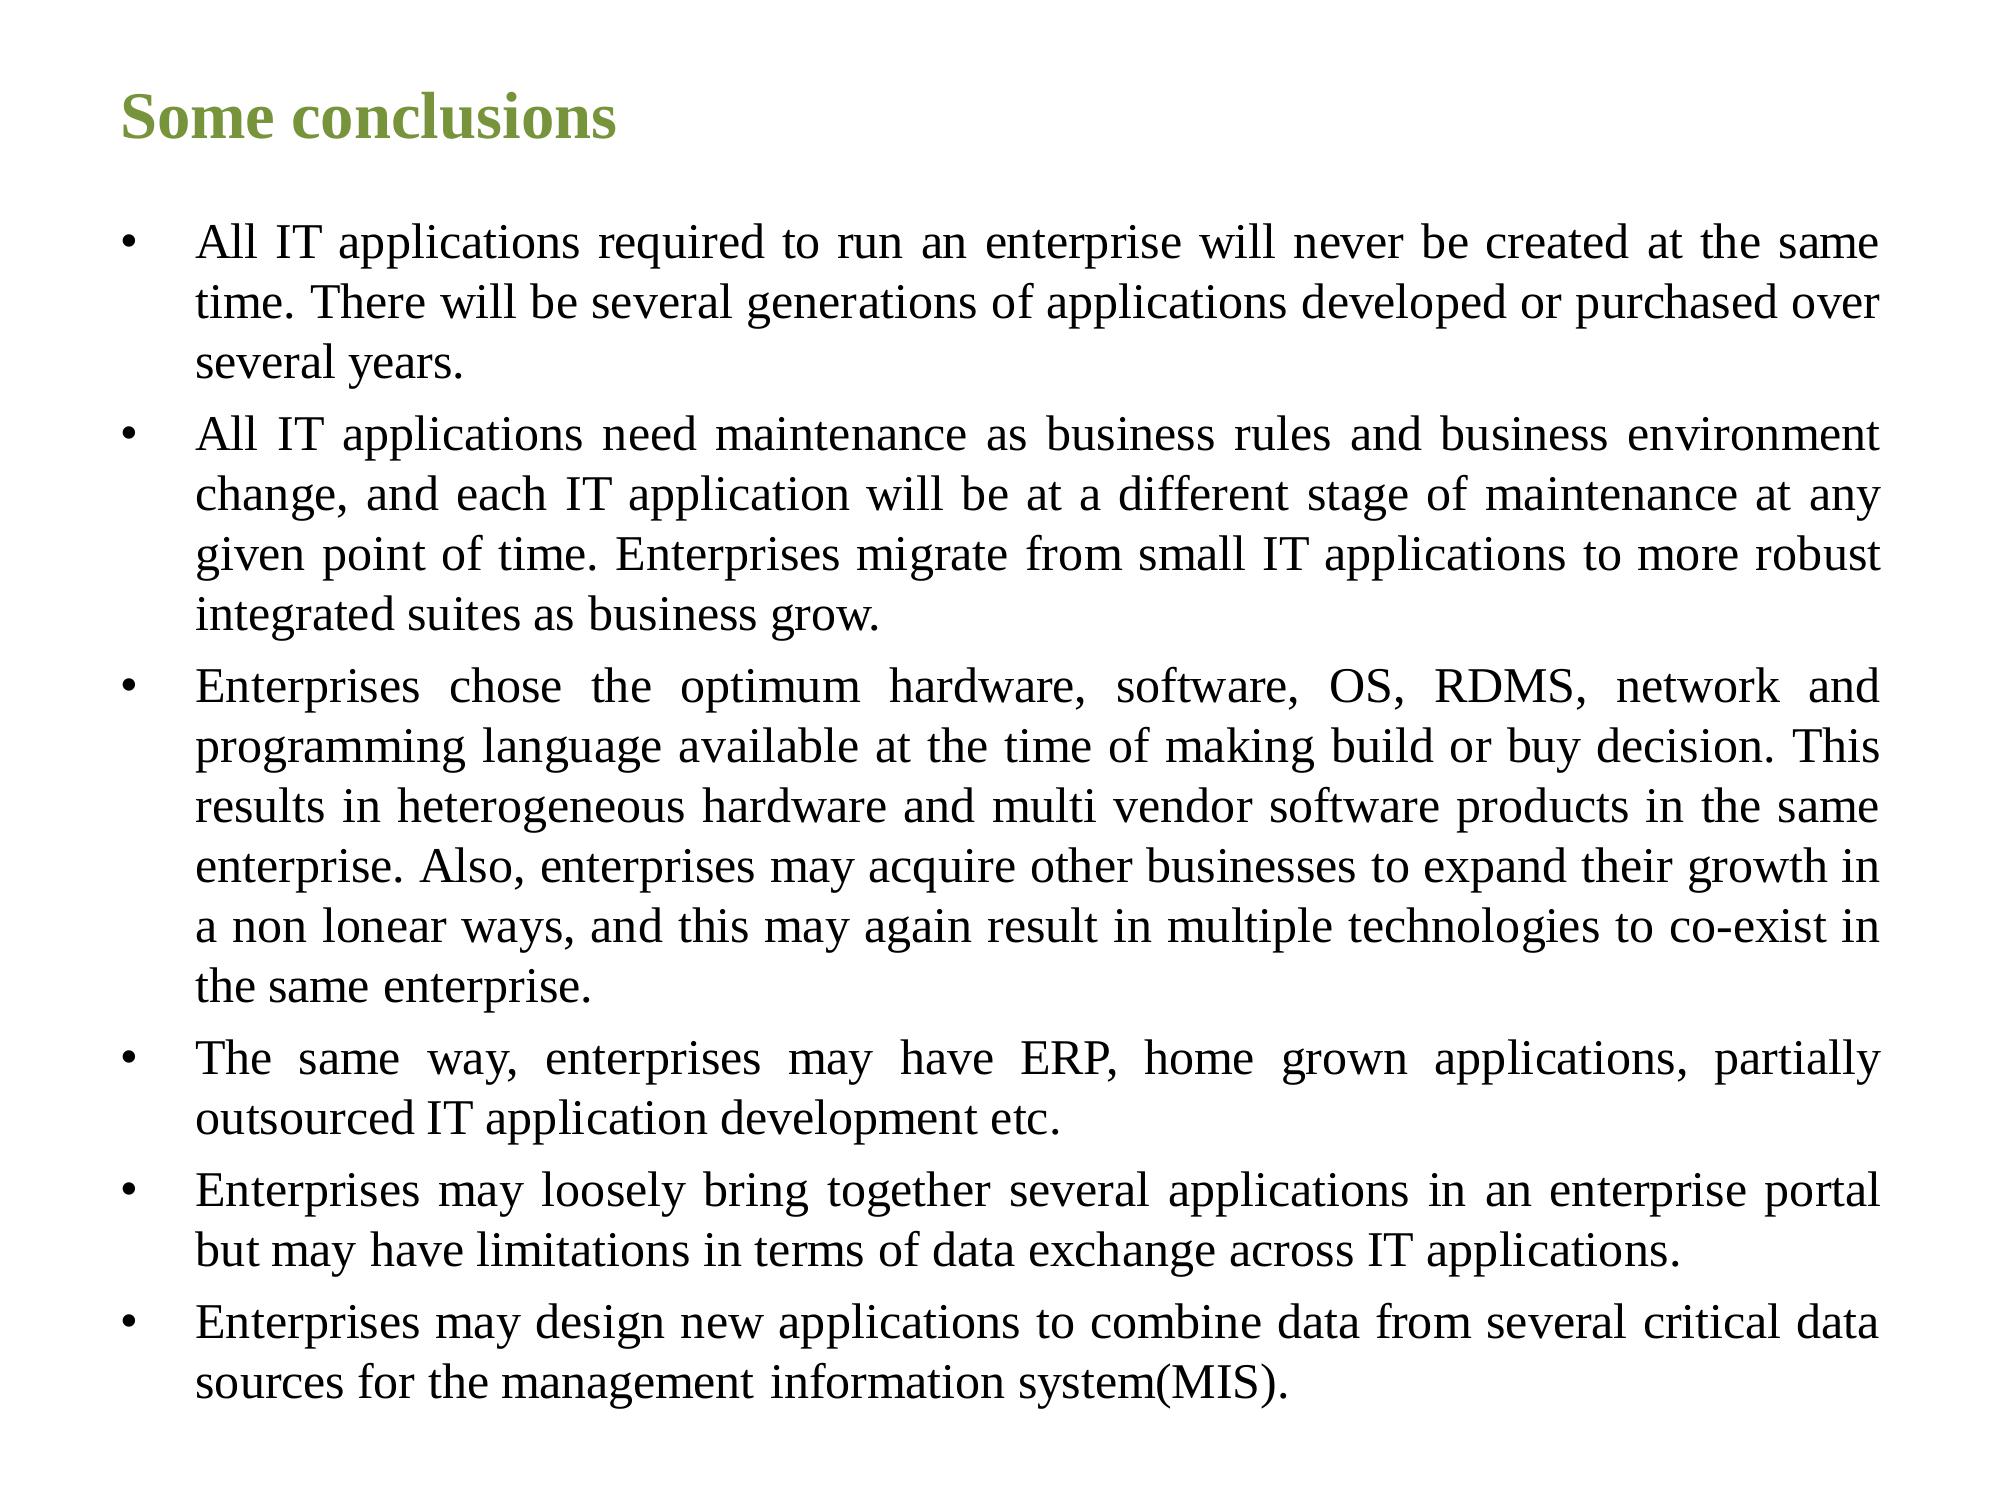 Some conclusions
• All IT applications required to run an enterprise will never be created at the same
time. There will be several generations of applications developed or purchased over
several years.
• All IT applications need maintenance as business rules and business environment
change, and each IT application will be at a different stage of maintenance at any
given point of time. Enterprises migrate from small IT applications to more robust
integrated suites as business grow.
• Enterprises chose the optimum hardware, software, OS, RDMS, network and
programming language available at the time of making build or buy decision. This
results in heterogeneous hardware and multi vendor software products in the same
enterprise. Also, enterprises may acquire other businesses to expand their growth in
a non lonear ways, and this may again result in multiple technologies to co-exist in
the same enterprise.
• The same way, enterprises may have ERP, home grown applications, partially
outsourced IT application development etc.
• Enterprises may loosely bring together several applications in an enterprise portal
but may have limitations in terms of data exchange across IT applications.
• Enterprises may design new applications to combine data from several critical data
sources for the management information system(MIS).